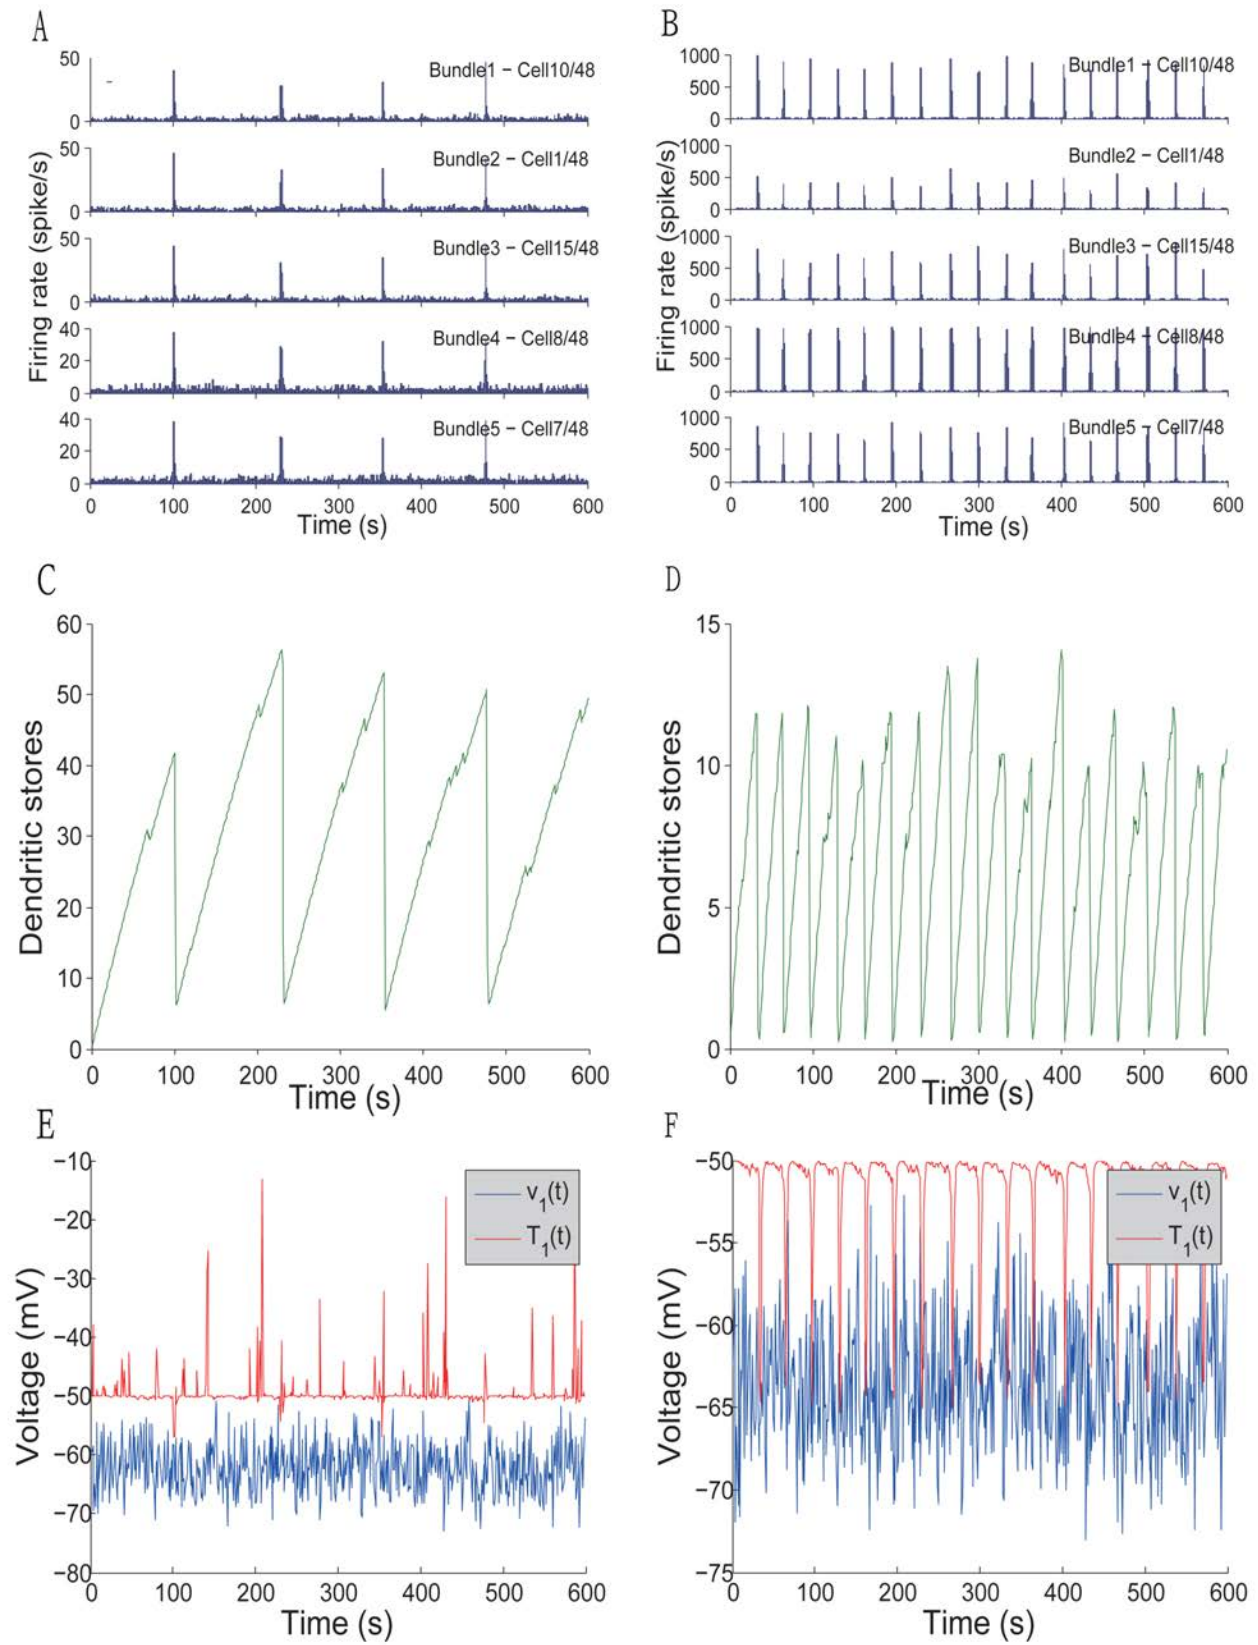 A
Firing rate (spike/s)
50
0
Bundle1 − Cell10/48
50
0
Bundle2 − Cell1/48
50
0
Bundle3 − Cell15/48
40
20
0
Bundle4 − Cell8/48
40
20
0
Bundle5 − Cell7/48
0 100 200 300 400 500 600
Time (s)
B
Firing rate (spike/s)
1000
500
0
Bundle1 − Cell10/48
1000
500
0
Bundle2 − Cell1/48
1000
500
0
Bundle3 − Cell15/48
1000
500
0
Bundle4 − Cell8/48
1000
500
0
Bundle5 − Cell7/48
0 100 200 300 400 500 600
Time (s)
C
Dendritic stores
60
50
40
30
20
10
0
0 100 200 300 400 500 600
Time (s)
D
Dendritic stores
15
10
5
0
0 100 200 300 400 500 600
Time (s)
E
Voltage (mV)
−10
−20
−30
−40
−50
−60
−70
−80
v1(t)
T1(t)
0 100 200 300 400 500 600
Time (s)
F
Voltage (mV)
−50
−55
−60
−65
−70
−75
v1(t)
T1(t)
0 100 200 300 400 500 600
Time (s)